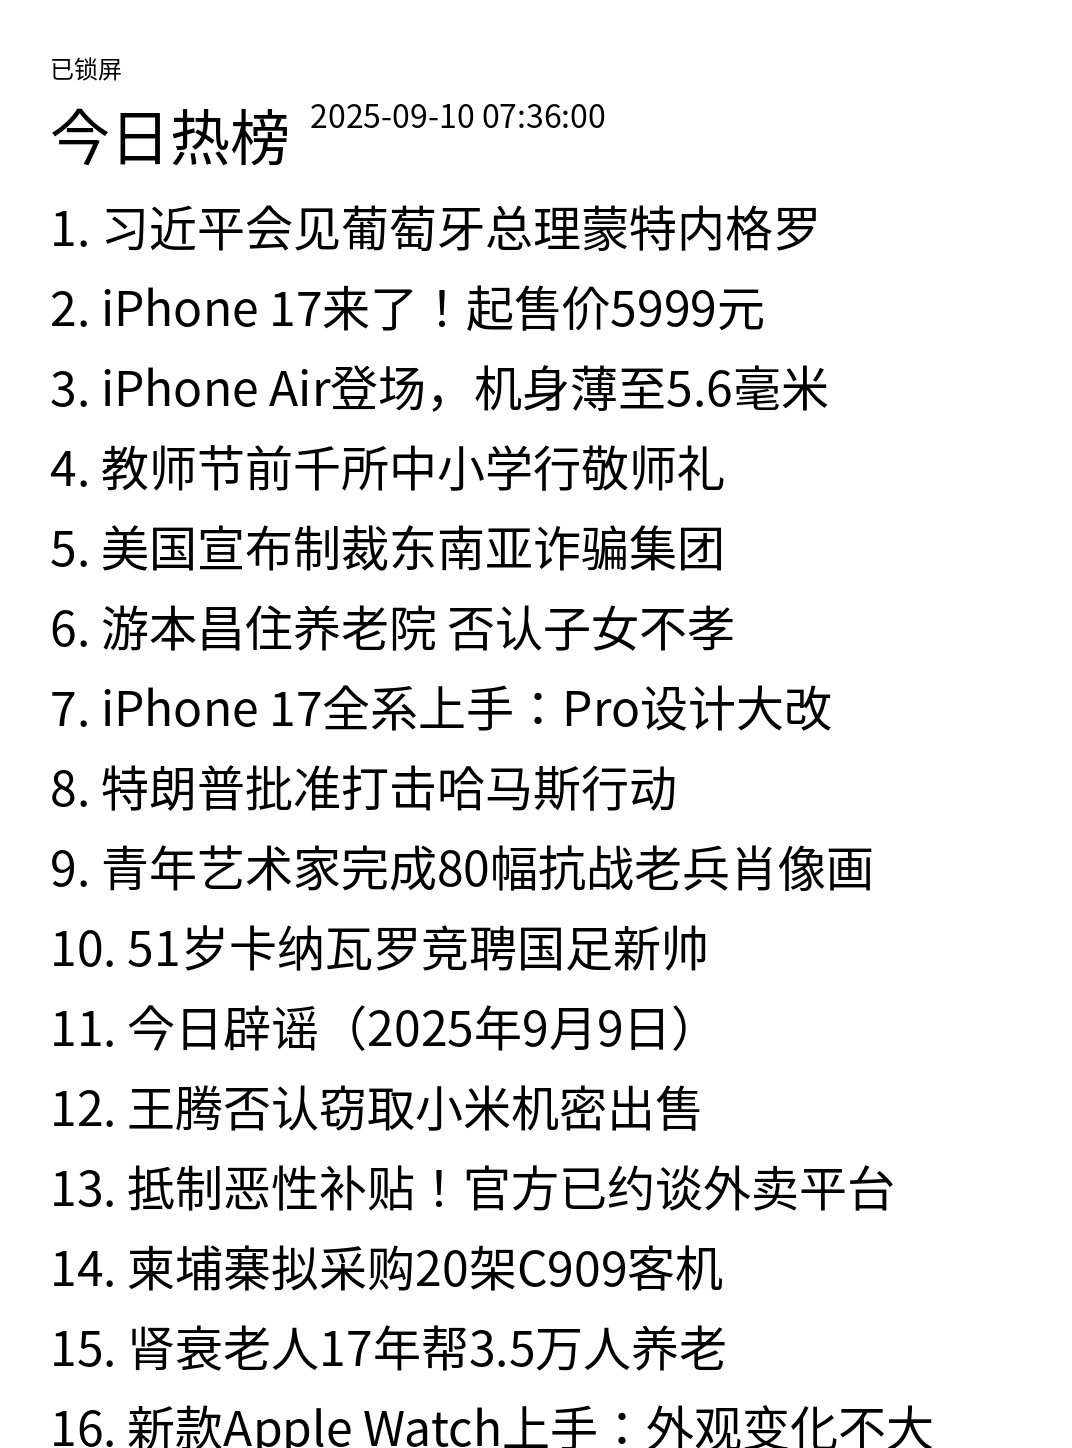 已锁屏
今日热榜 2025-09-10 07:36:00
1. 习近平会见葡萄牙总理蒙特内格罗
2. iPhone 17来了！起售价5999元
3. iPhone Air登场，机身薄至5.6毫米
4. 教师节前千所中小学行敬师礼
5. 美国宣布制裁东南亚诈骗集团
6. 游本昌住养老院 否认子女不孝
7. iPhone 17全系上手：Pro设计大改
8. 特朗普批准打击哈马斯行动
9. 青年艺术家完成80幅抗战老兵肖像画
10. 51岁卡纳瓦罗竞聘国足新帅
11. 今日辟谣（2025年9月9日）
12. 王腾否认窃取小米机密出售
13. 抵制恶性补贴！官方已约谈外卖平台
14. 柬埔寨拟采购20架C909客机
15. 肾衰老人17年帮3.5万人养老
16. 新款Apple Watch上手：外观变化不大